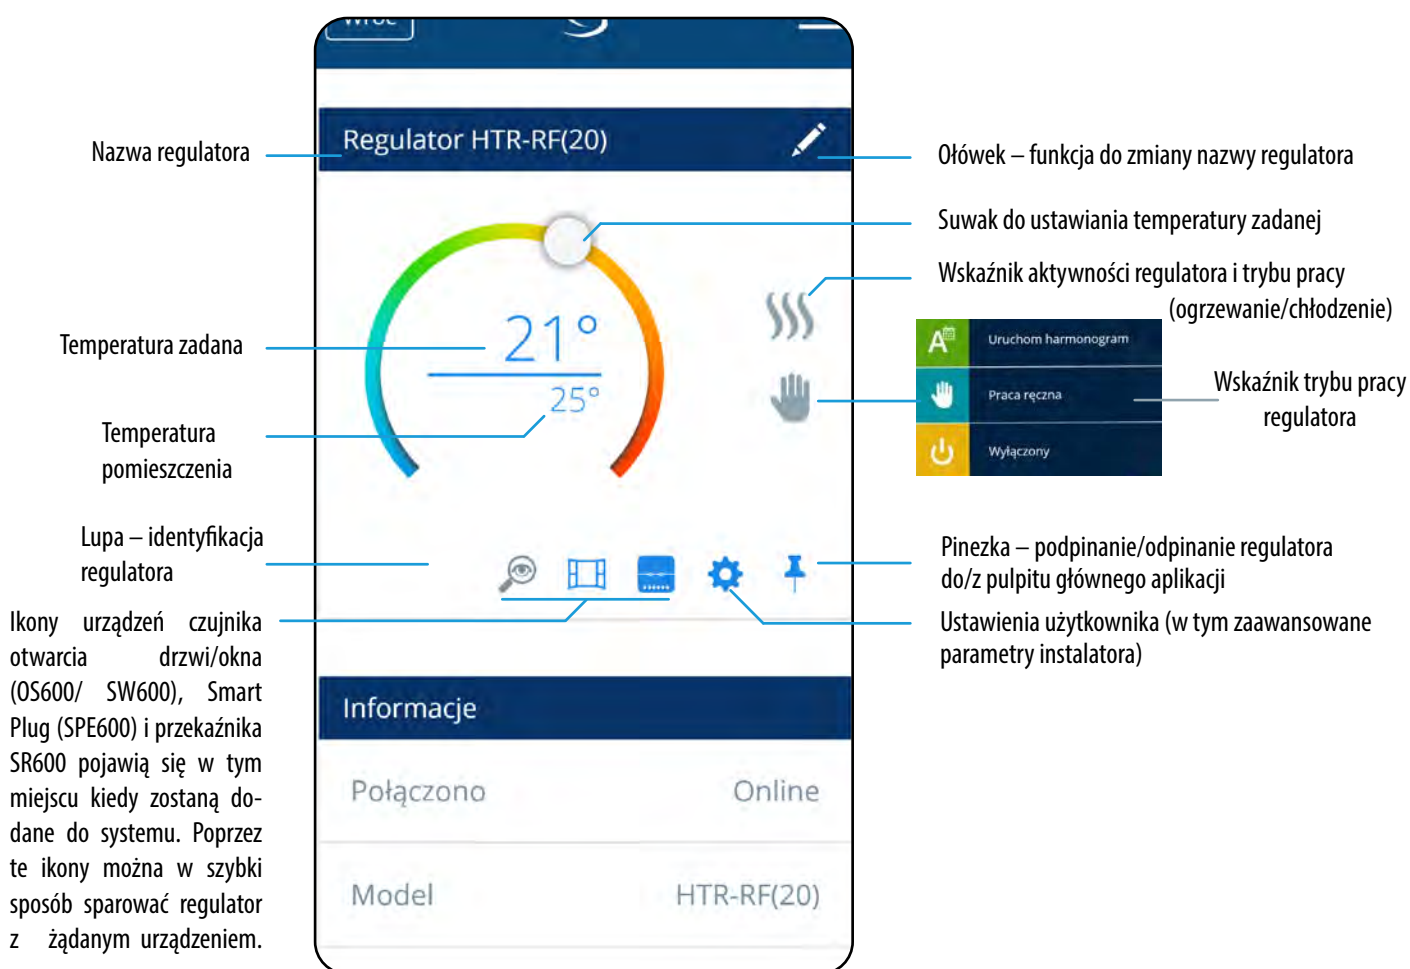 Wróć
Regulator HTR-RF(20)
21°
25°
Informacje
Połączono Online
Model HTR-RF(20)
Nazwa regulatora
Temperatura zadana
Temperatura
pomieszczenia
Lupa – identyfikacja
regulatora
Ikony urządzeń czujnika
otwarcia drzwi/okna
(OS600/ SW600), Smart
Plug (SPE600) i przekaźnika
SR600 pojawią się w tym
miejscu kiedy zostaną do-
dane do systemu. Poprzez
te ikony można w szybki
sposób sparować regulator
z żądanym urządzeniem.
Ołówek – funkcja do zmiany nazwy regulatora
Suwak do ustawiania temperatury zadanej
Wskaźnik aktywności regulatora i trybu pracy
(ogrzewanie/chłodzenie)
A
Uruchom harmonogram
Praca ręczna
Wyłączony
Wskaźnik trybu pracy
regulatora
Pinezka – podpinanie/odpinanie regulatora
do/z pulpitu głównego aplikacji
Ustawienia użytkownika (w tym zaawansowane
parametry instalatora)